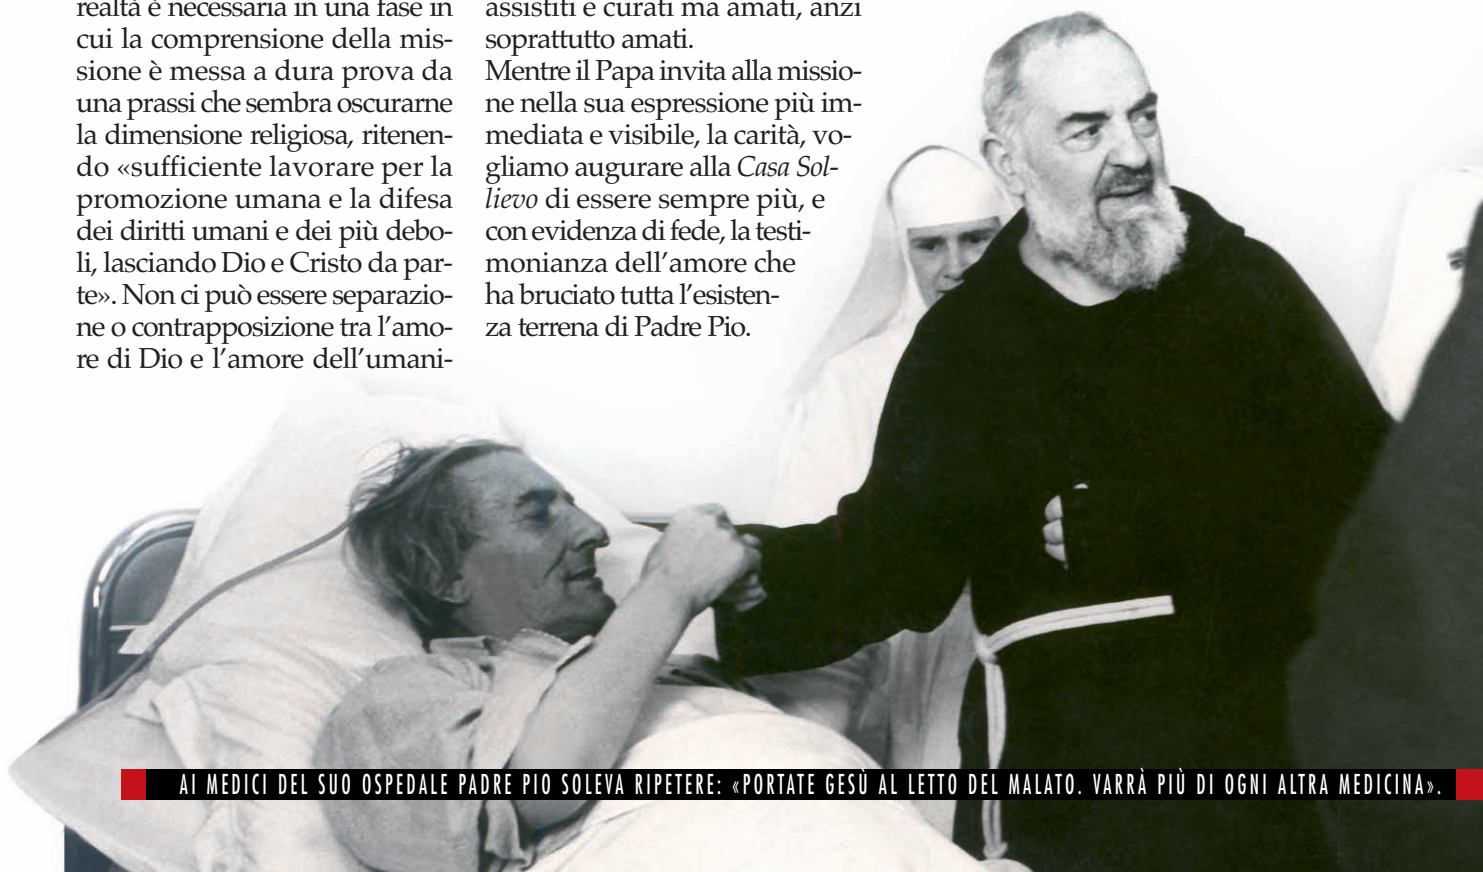 realtà è necessaria in una fase in
cui la comprensione della mis-
sione è messa a dura prova da
una prassi che sembra oscurarne
la dimensione religiosa, ritenen-
do «sufficiente lavorare per la
promozione umana e la difesa
dei diritti umani e dei più debo-
li, lasciando Dio e Cristo da par-
te». Non ci può essere separazio-
ne o contrapposizione tra l’amo-
re di Dio e l’amore dell’umani-
assistiti e curati ma amati, anzi
soprattutto amati.
Mentre il Papa invita alla missio-
ne nella sua espressione più im-
mediata e visibile, la carità, vo-
gliamo augurare alla Casa Sol-
lievo di essere sempre più, e
con evidenza di fede, la testi-
monianza dell’amore che
ha bruciato tutta l’esisten-
za terrena di Padre Pio.
AI MEDICI DEL SUO OSPEDALE PADRE PIO SOLEVA RIPETERE: «PORTATE GESÙ AL LETTO DEL MALATO. VARRÀ PIÙ DI OGNI ALTRA MEDICINA».